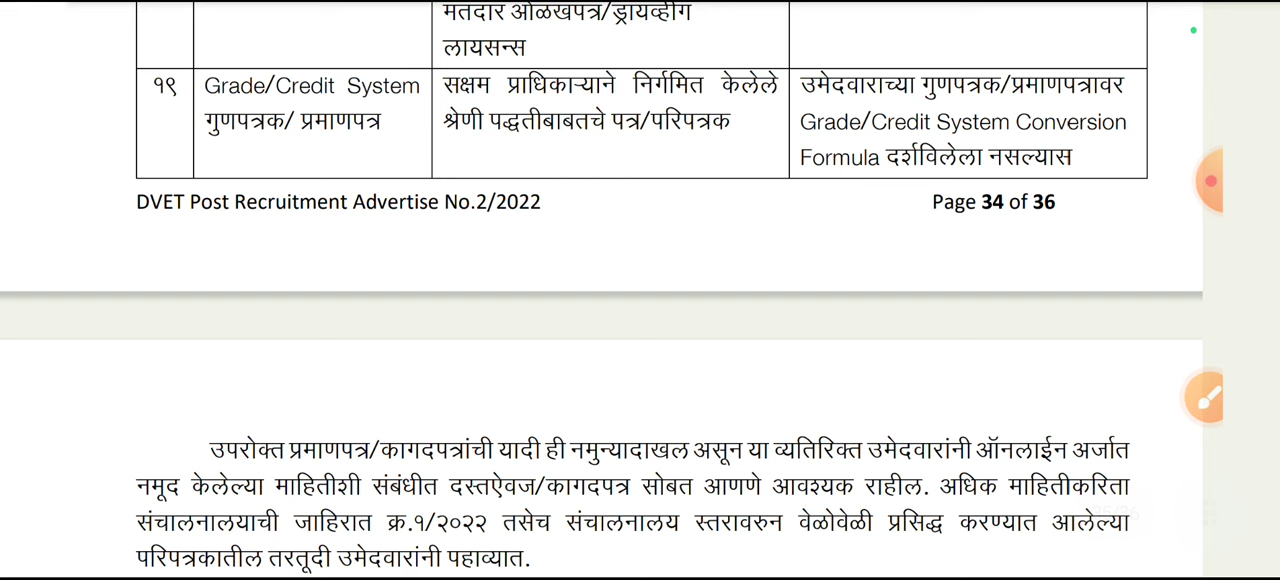 मतदार ओळखपत्र/ड्रायव्हींग
लायसन्स
१९
Grade/Credit System
गुणपत्रक/ प्रमाणपत्र
सक्षम प्राधिकाऱ्याने निर्गमित केलेले
श्रेणी पद्धतीबाबतचे पत्र/परिपत्रक
उमेदवाराच्या गुणपत्रक/प्रमाणपत्रावर
Grade/Credit System Conversion
Formula दर्शविलेला नसल्यास
DVET Post Recruitment Advertise No.2/2022
Page 34 of 36
उपरोक्त प्रमाणपत्र/कागदपत्रांची यादी ही नमुन्यादाखल असून या व्यतिरिक्त उमेदवारांनी ऑनलाईन अर्जात
नमूद केलेल्या माहितीशी संबंधीत दस्तऐवज/कागदपत्र सोबत आणणे आवश्यक राहील. अधिक माहितीकरिता
संचालनालयाची जाहिरात क्र.१/२०२२ तसेच संचालनालय स्तरावरुन वेळोवेळी प्रसिद्ध करण्यात आलेल्या
परिपत्रकातील तरतूदी उमेदवारांनी पहाव्यात.